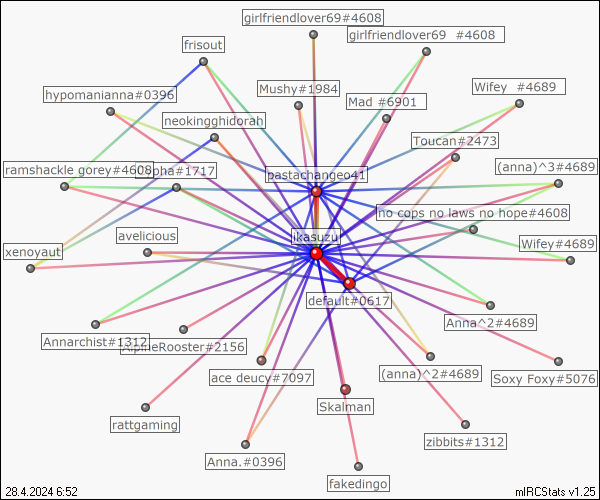 girlfriendlover69#4608
girlfriendlover69 #4608
frisout
Mushy#1984
Wifey #4689
hypomanianna#0396
Mad #6901
neokingghidorah
Toucan#2473
ramshackle gorey#4608
pha#1717
pastachangeo41
(anna)^3#4689
no cops no laws no hope#4608
avelicious
ikasuzu
Wifey#4689
xenoyaut
default#0617
Anna^2#4689
Annarchist#1312
AlpineRooster#2156
ace deucy#7097
(anna)^2#4689
Soxy Foxy#5076
Skalman
rattgaming
zibbits#1312
Anna.#0396
fakedingo
28.4.2024 6:52
mIRCStats v1.25